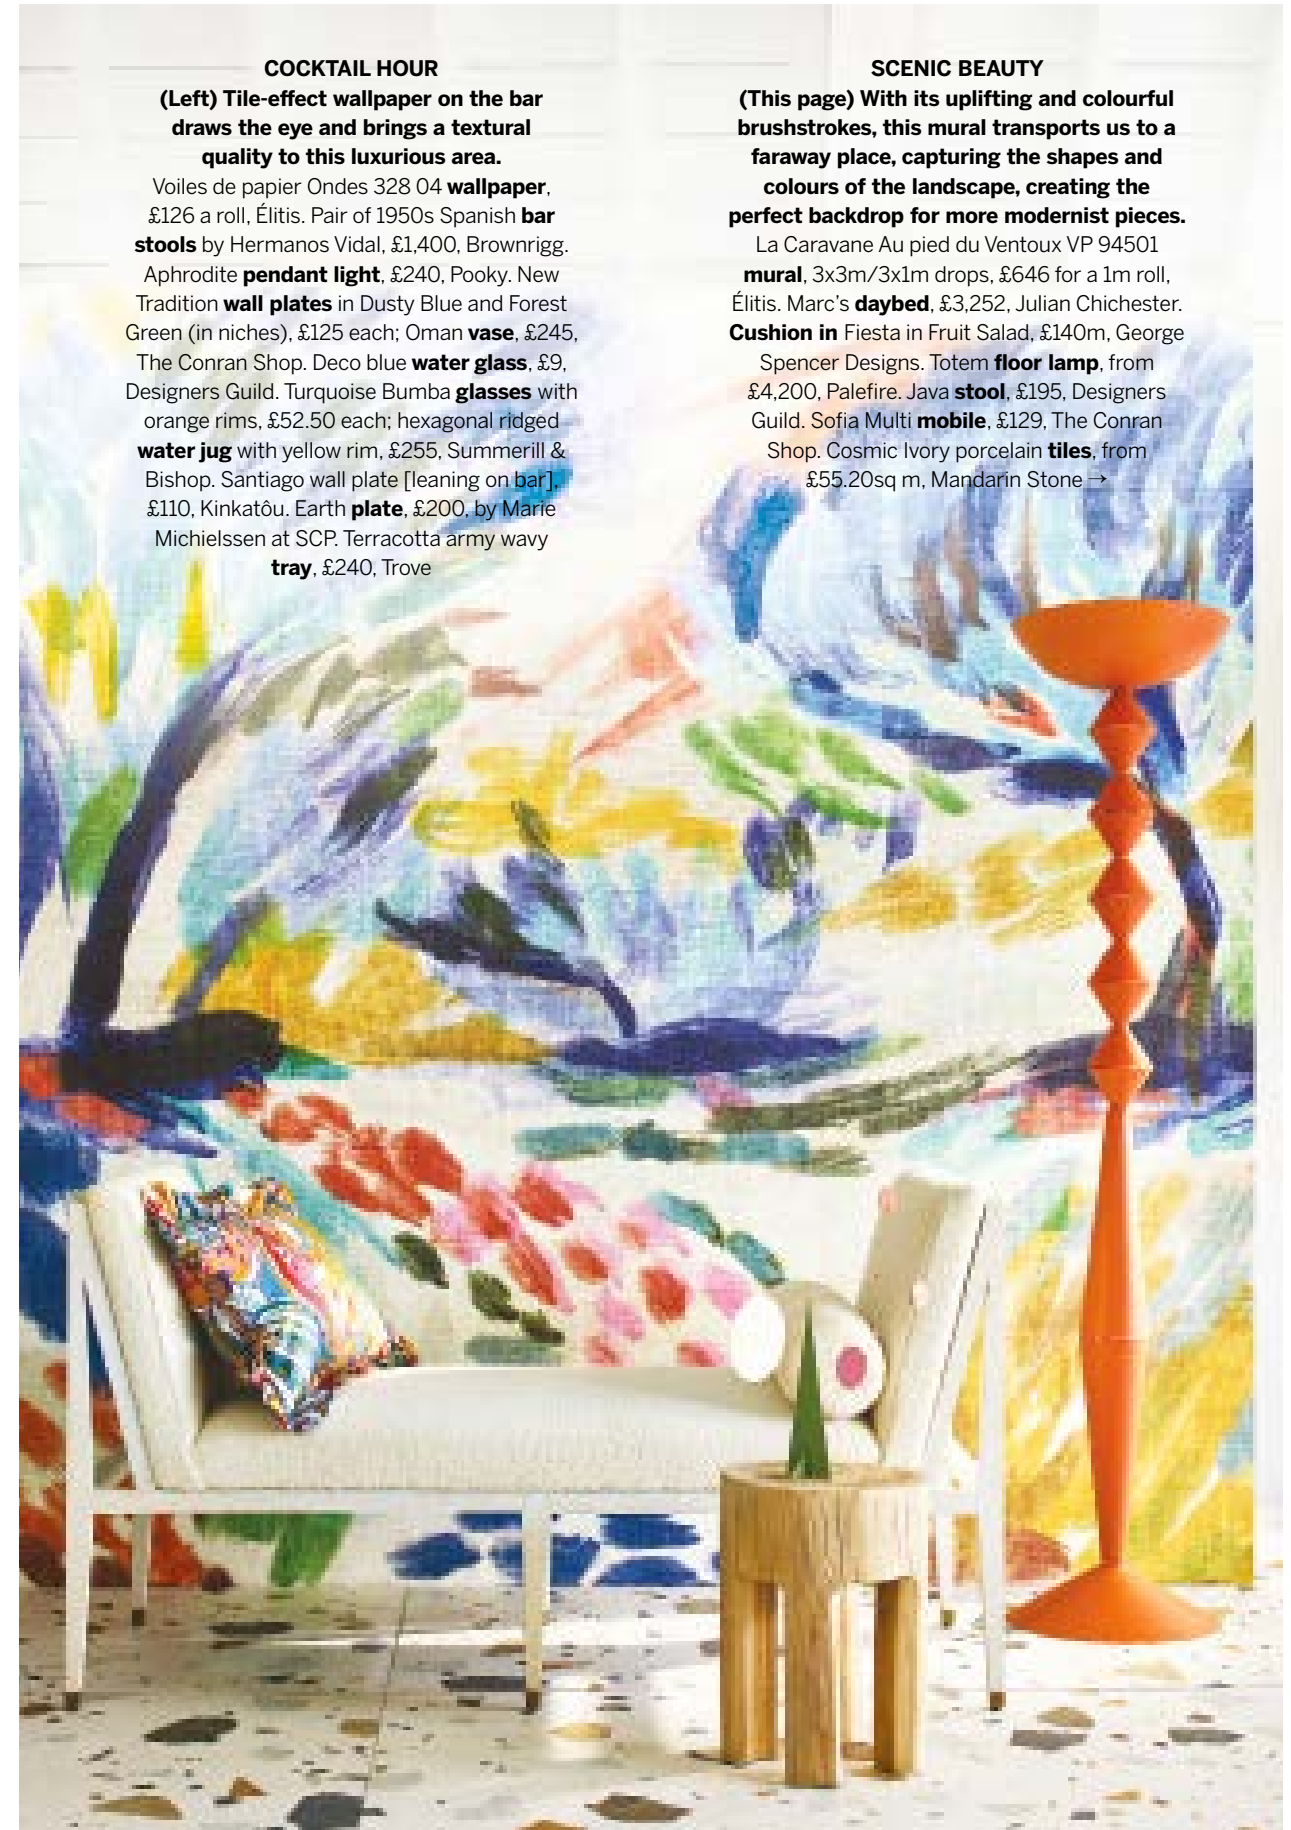 COCKTAIL HOUR
(Left) Tile-effect wallpaper on the bar
draws the eye and brings a textural
quality to this luxurious area.
Voiles de papier Ondes 328 04 wallpaper,
£126 a roll, Élitis. Pair of 1950s Spanish bar
stools by Hermanos Vidal, £1,400, Brownrigg.
Aphrodite pendant light, £240, Pooky. New
Tradition wall plates in Dusty Blue and Forest
Green (in niches), £125 each; Oman vase, £245,
The Conran Shop. Deco blue water glass, £9,
Designers Guild. Turquoise Bumba glasses with
orange rims, £52.50 each; hexagonal ridged
water jug with yellow rim, £255, Summerill &
Bishop. Santiago wall plate [leaning on bar],
£110, Kinkatôu. Earth plate, £200, by Marie
Michielssen at SCP. Terracotta army wavy
tray, £240, Trove
SCENIC BEAUTY
(This page) With its uplifting and colourful
brushstrokes, this mural transports us to a
faraway place, capturing the shapes and
colours of the landscape, creating the
perfect backdrop for more modernist pieces.
La Caravane Au pied du Ventoux VP 94501
mural, 3x3m/3x1m drops, £646 for a 1m roll,
Élitis. Marc's daybed, £3,252, Julian Chichester.
Cushion in Fiesta in Fruit Salad, £140m, George
Spencer Designs. Totem floor lamp, from
£4,200, Palefire. Java stool, £195, Designers
Guild. Sofia Multi mobile, £129, The Conran
Shop. Cosmic Ivory porcelain tiles, from
£55.20sq m, Mandarin Stone →